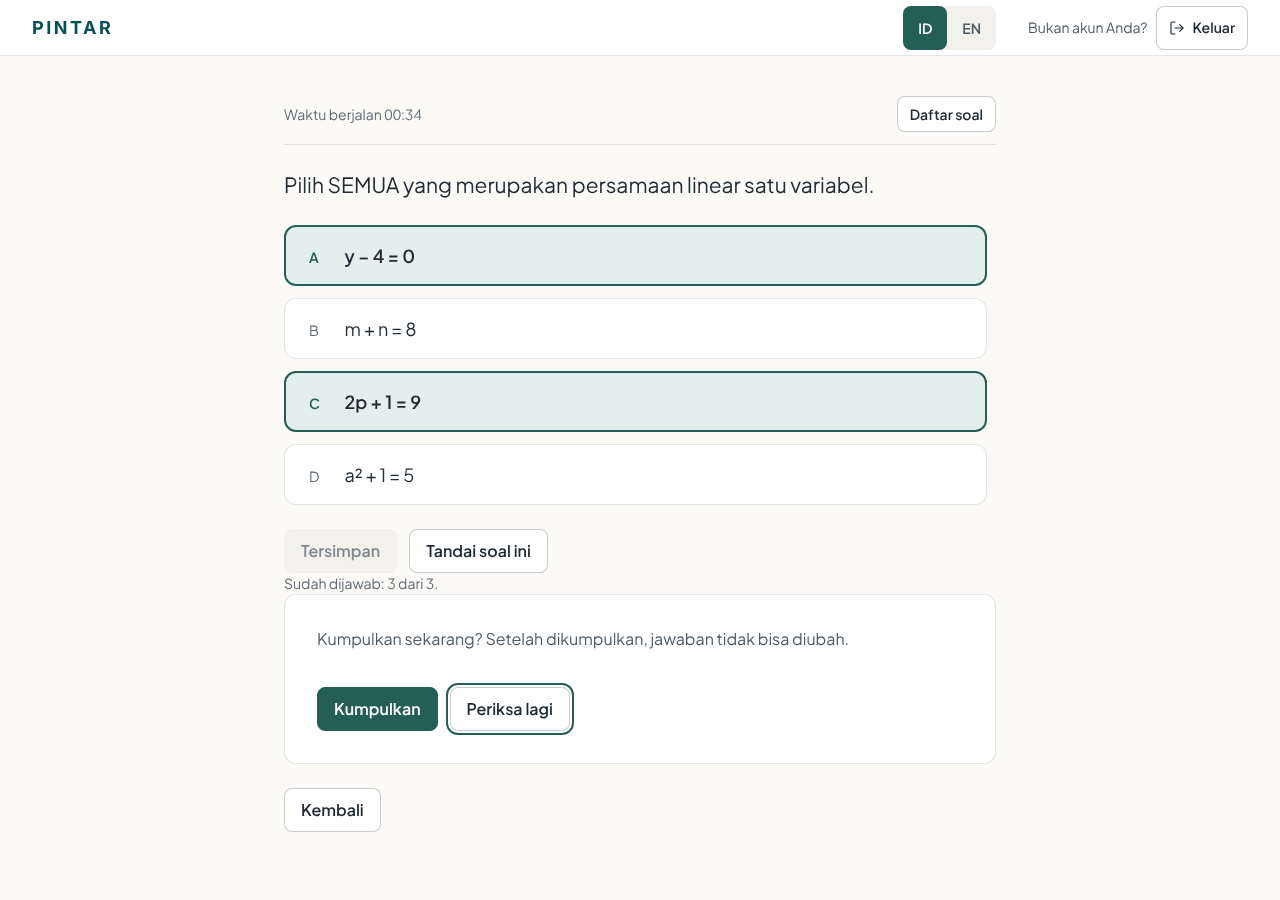 PINTAR
ID EN Bukan akun Anda? Keluar
Waktu berjalan 00:34 Daftar soal
Pilih SEMUA yang merupakan persamaan linear satu variabel.
A y – 4 = 0
B m + n = 8
C 2p + 1 = 9
D a² + 1 = 5
Tersimpan Tandai soal ini
Sudah dijawab: 3 dari 3.
Kumpulkan sekarang? Setelah dikumpulkan, jawaban tidak bisa diubah.
Kumpulkan Periksa lagi
Kembali